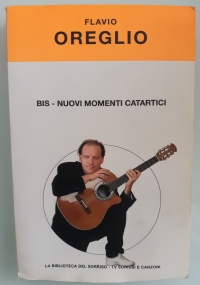 FLAVIO
OREGLIO
BIS - NUOVI MOMENTI CATARTICI
LA BIBLIOTECA DEL SORRISO - TV SORRISI E CANZONI